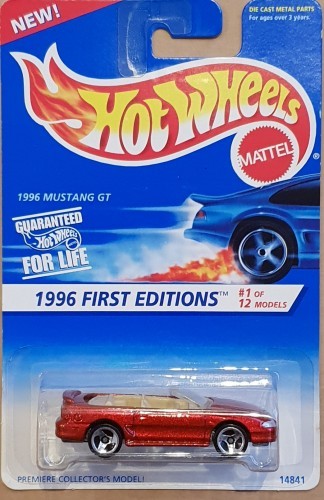 NEW!
DIE CAST METAL PARTS
For ages over 3 years.
HOT WHEELS
MATTEL
®
1996 MUSTANG GT
GUARANTEED
Hot Wheels
FOR LIFE
1996 FIRST EDITIONS™
#1 OF
12 MODELS
PREMIERE COLLECTOR'S MODEL!
14841